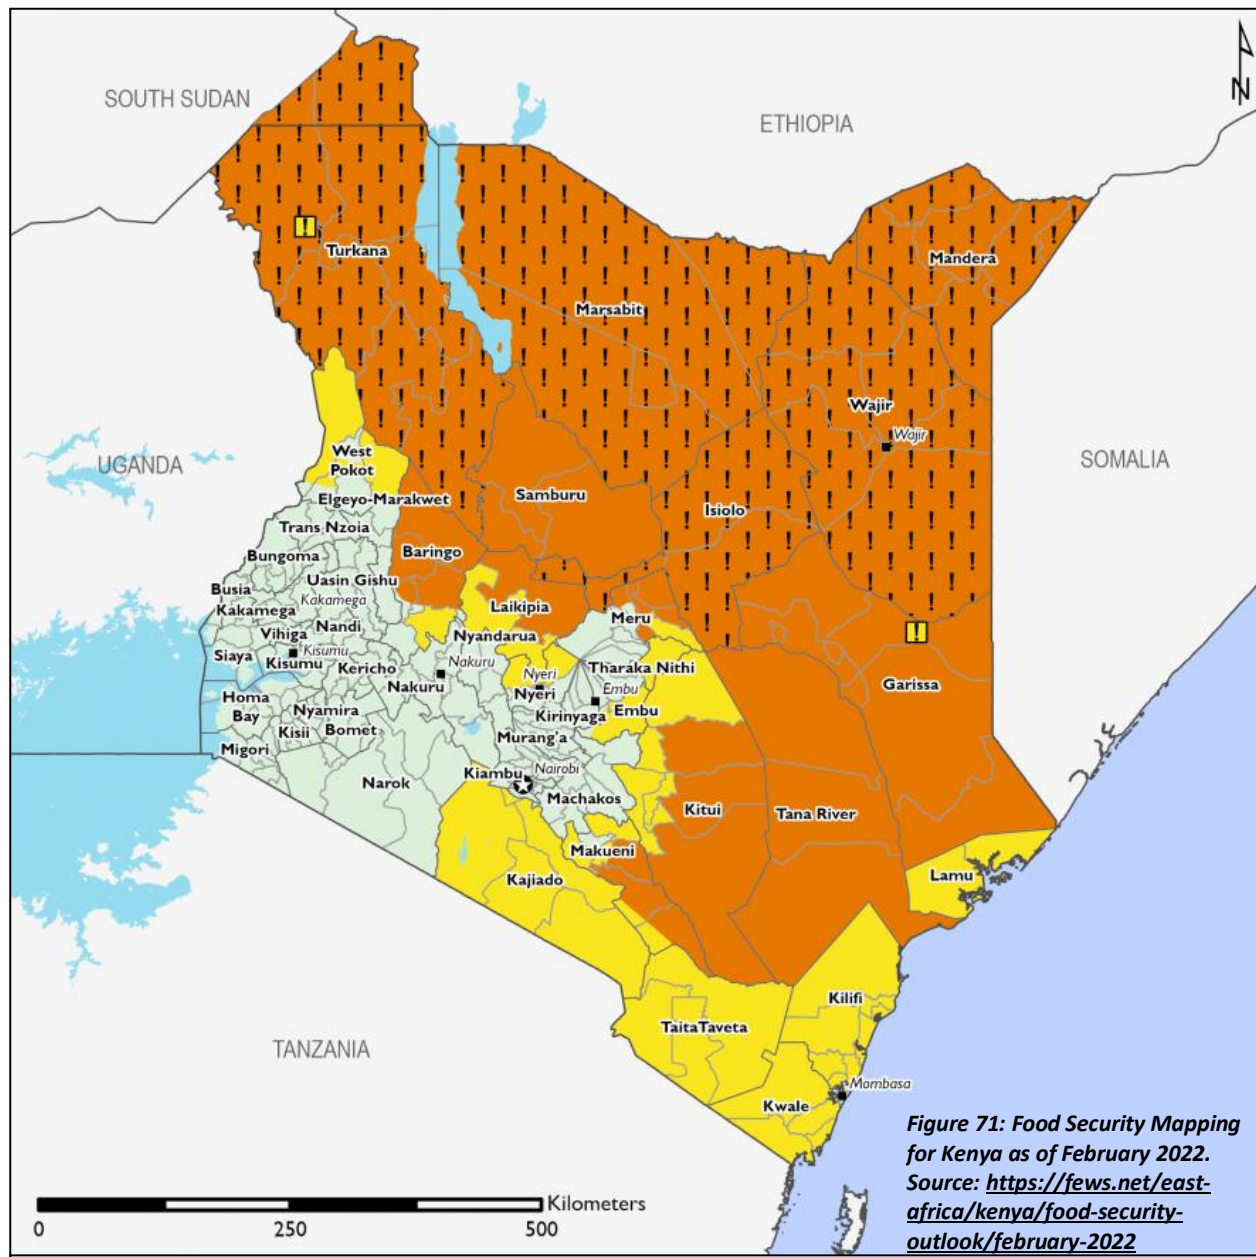 N
SOUTH SUDAN
ETHIOPIA
!
Turkana
Mandera
Marsabit
Wajir
Wajir
UGANDA
SOMALIA
West
Pokot
Elgeyo-Marakwet
Samburu
Isiolo
Trans Nzoia
Bungoma
Baringo
Uasin Gishu
Busia
Kakamega
Kakamega
Laikipia
Meru
Vihiga
Nandi
Nyandarua
!
Siaya
Kisumu
Kisumu
Kericho
Nakuru
Nakuru
Nyeri
Nyeri
Tharaka Nithi
Garissa
Embu
Embu
Homa
Bay
Nyamira
Kisii
Bomet
Kirinyaga
Murang'a
Migori
Narok
Kiambu
Nairobi
Machakos
Kitui
Tana River
Makueni
Kajiado
Lamu
Kilifi
TaitaTaveta
TANZANIA
Mombasa
Kwale
Figure 71: Food Security Mapping
for Kenya as of February 2022.
Source: https://fews.net/east-
africa/kenya/food-security-
outlook/february-2022
Kilometers
0 250 500